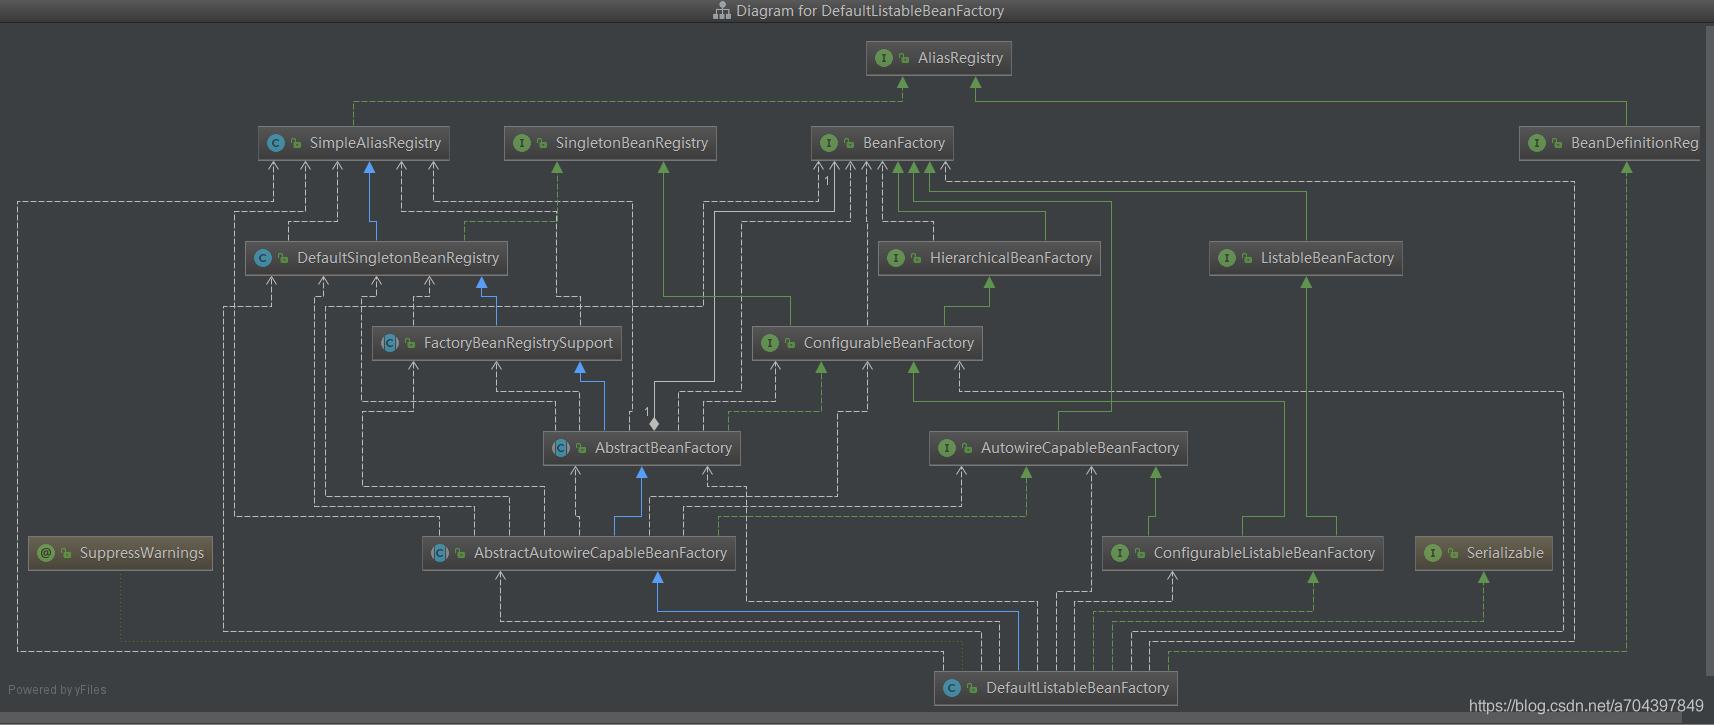 Diagram for DefaultListableBeanFactory
I AliasRegistry
C SimpleAliasRegistry
I SingletonBeanRegistry
I BeanFactory
I BeanDefinitionReg
1
C DefaultSingletonBeanRegistry
I HierarchicalBeanFactory
I ListableBeanFactory
C FactoryBeanRegistrySupport
I ConfigurableBeanFactory
1
C AbstractBeanFactory
I AutowireCapableBeanFactory
@ SuppressWarnings
C AbstractAutowireCapableBeanFactory
I ConfigurableListableBeanFactory
I Serializable
C DefaultListableBeanFactory
Powered by yFiles
https://blog.csdn.net/a704397849